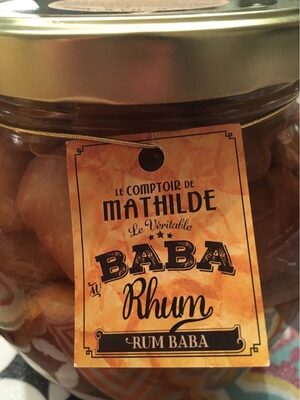 LE COMPTOIR DE
MATHILDE
Le Véritable
BABA
AU
Rhum
RUM BABA